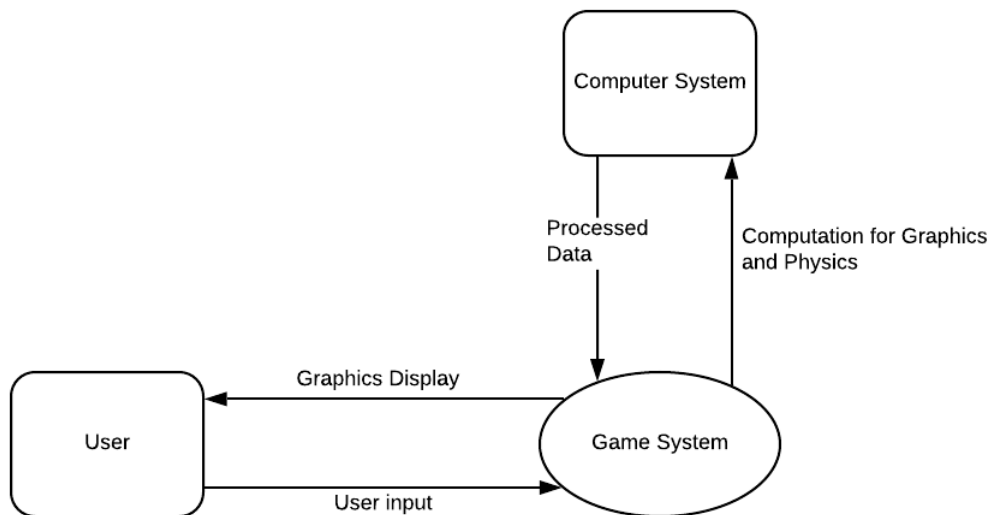 Computer System
Processed
Data
Computation for Graphics
and Physics
Graphics Display
User
Game System
User input